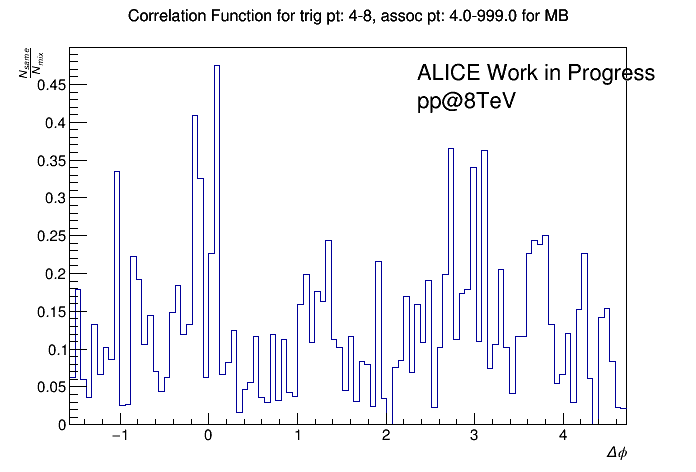 Correlation Function for trig pt: 4-8, assoc pt: 4.0-999.0 for MB
N_same
N_mix
ALICE Work in Progress
pp@8TeV
0.45
0.4
0.35
0.3
0.25
0.2
0.15
0.1
0.05
0
−1 0 1 2 3 4
Δϕ